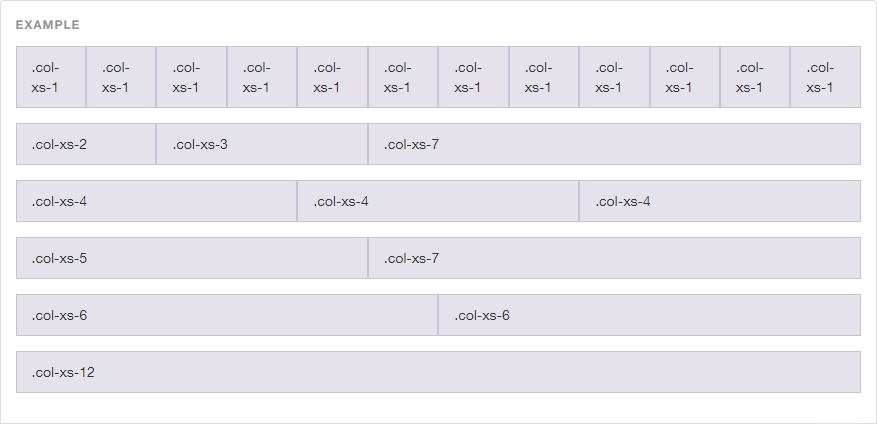 EXAMPLE
.col- .col- .col- .col- .col- .col- .col- .col- .col- .col- .col- .col-
xs-1 xs-1 xs-1 xs-1 xs-1 xs-1 xs-1 xs-1 xs-1 xs-1 xs-1 xs-1
.col-xs-2 .col-xs-3 .col-xs-7
.col-xs-4 .col-xs-4 .col-xs-4
.col-xs-5 .col-xs-7
.col-xs-6 .col-xs-6
.col-xs-12